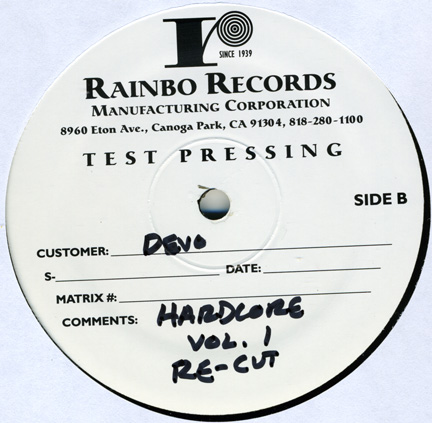 r
SINCE 1939
RAINBO RECORDS
MANUFACTURING CORPORATION
8960 Eton Ave., Canoga Park, CA 91304, 818-280-1100
TEST PRESSING
SIDE B
CUSTOMER: DEVO
S- DATE:
MATRIX #:
COMMENTS: HARDCORE
VOL. 1
RE-CUT